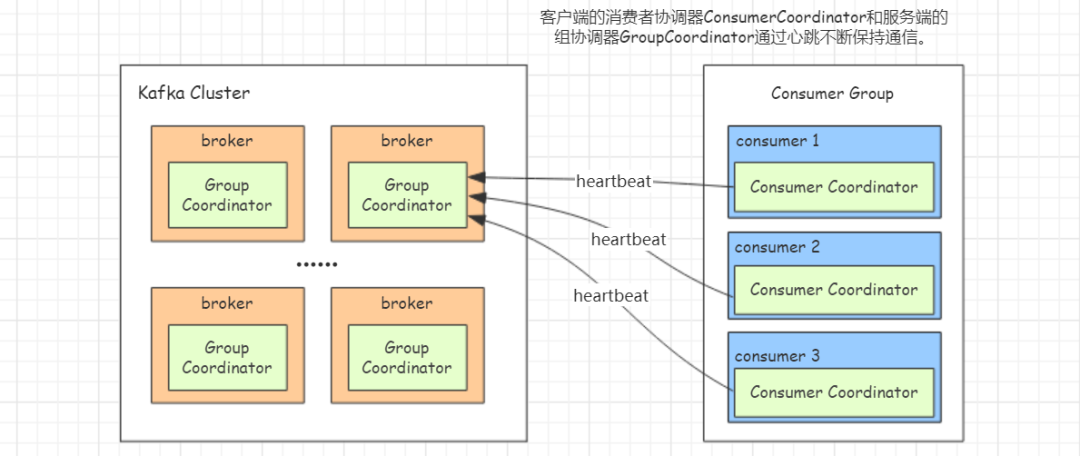 客户端的消费者协调器ConsumerCoordinator和服务端的
组协调器GroupCoordinator通过心跳不断保持通信。
Kafka Cluster
broker
Group
Coordinator
broker
Group
Coordinator
......
broker
Group
Coordinator
broker
Group
Coordinator
heartbeat
heartbeat
heartbeat
Consumer Group
consumer 1
Consumer Coordinator
consumer 2
Consumer Coordinator
consumer 3
Consumer Coordinator